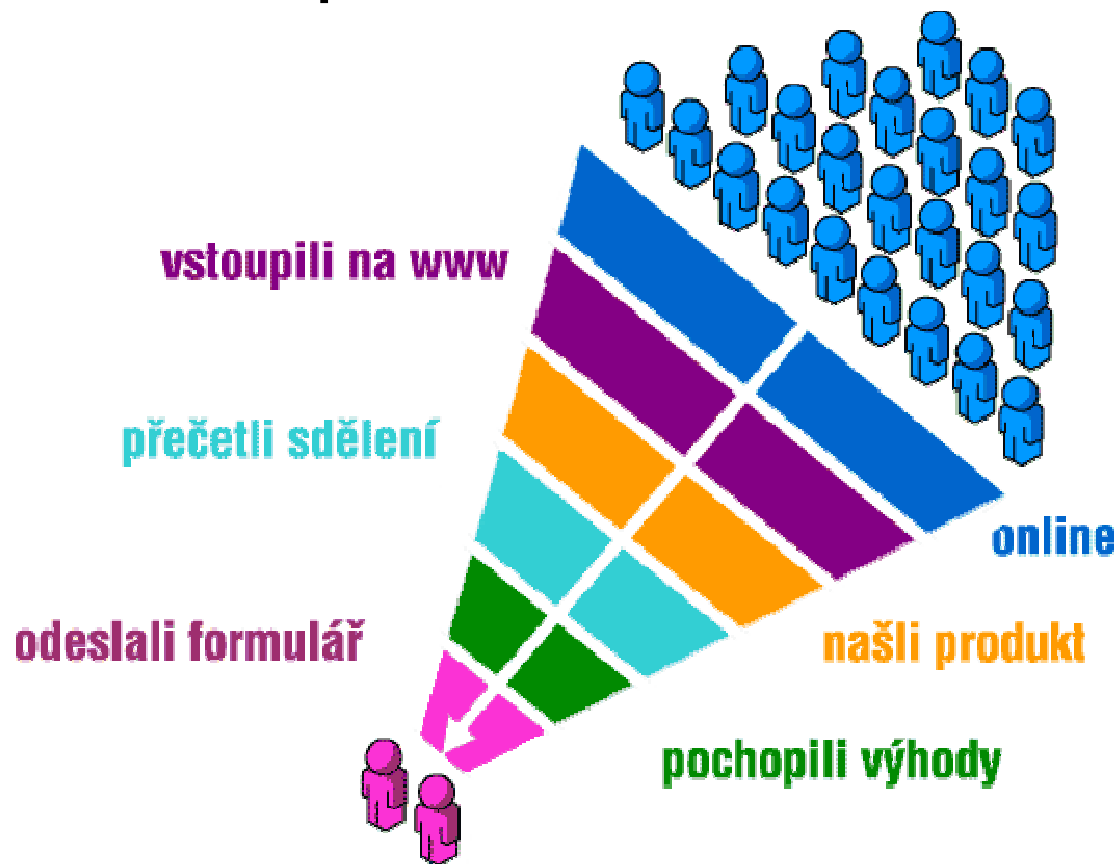 vstoupili na www
přečetli sdělení
online
odeslali formulář
našli produkt
pochopili výhody